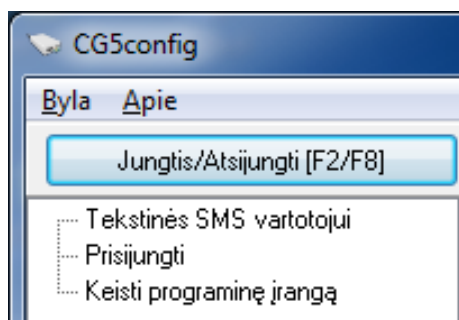 CG5config
Byla Apie
Jungtis/Atsijungti [F2/F8]
Tekstinės SMS vartotojui
Prisijungti
Keisti programinę įrangą